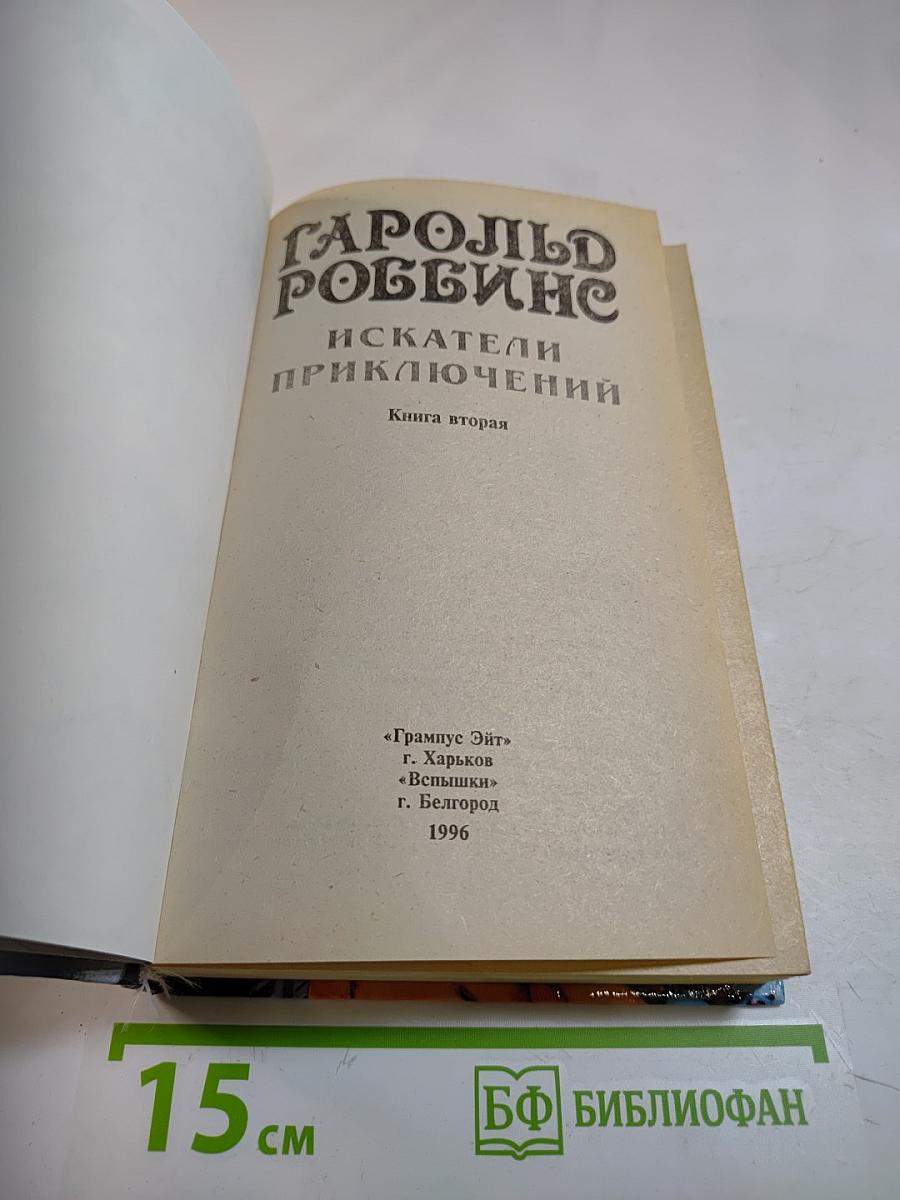 ГАРОЛЬД
РОББИНС
ИСКАТЕЛИ
ПРИКЛЮЧЕНИЙ
Книга вторая
«Грампус Эйт»
г. Харьков
«Вспышки»
г. Белгород
1996
15 см
БФ БИБЛИОФАН